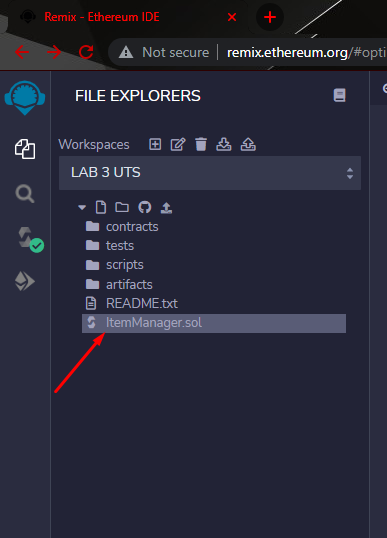 Remix - Ethereum IDE
Not secure
remix.ethereum.org/#opti
FILE EXPLORERS
Workspaces
LAB 3 UTS
contracts
tests
scripts
artifacts
README.txt
ItemManager.sol